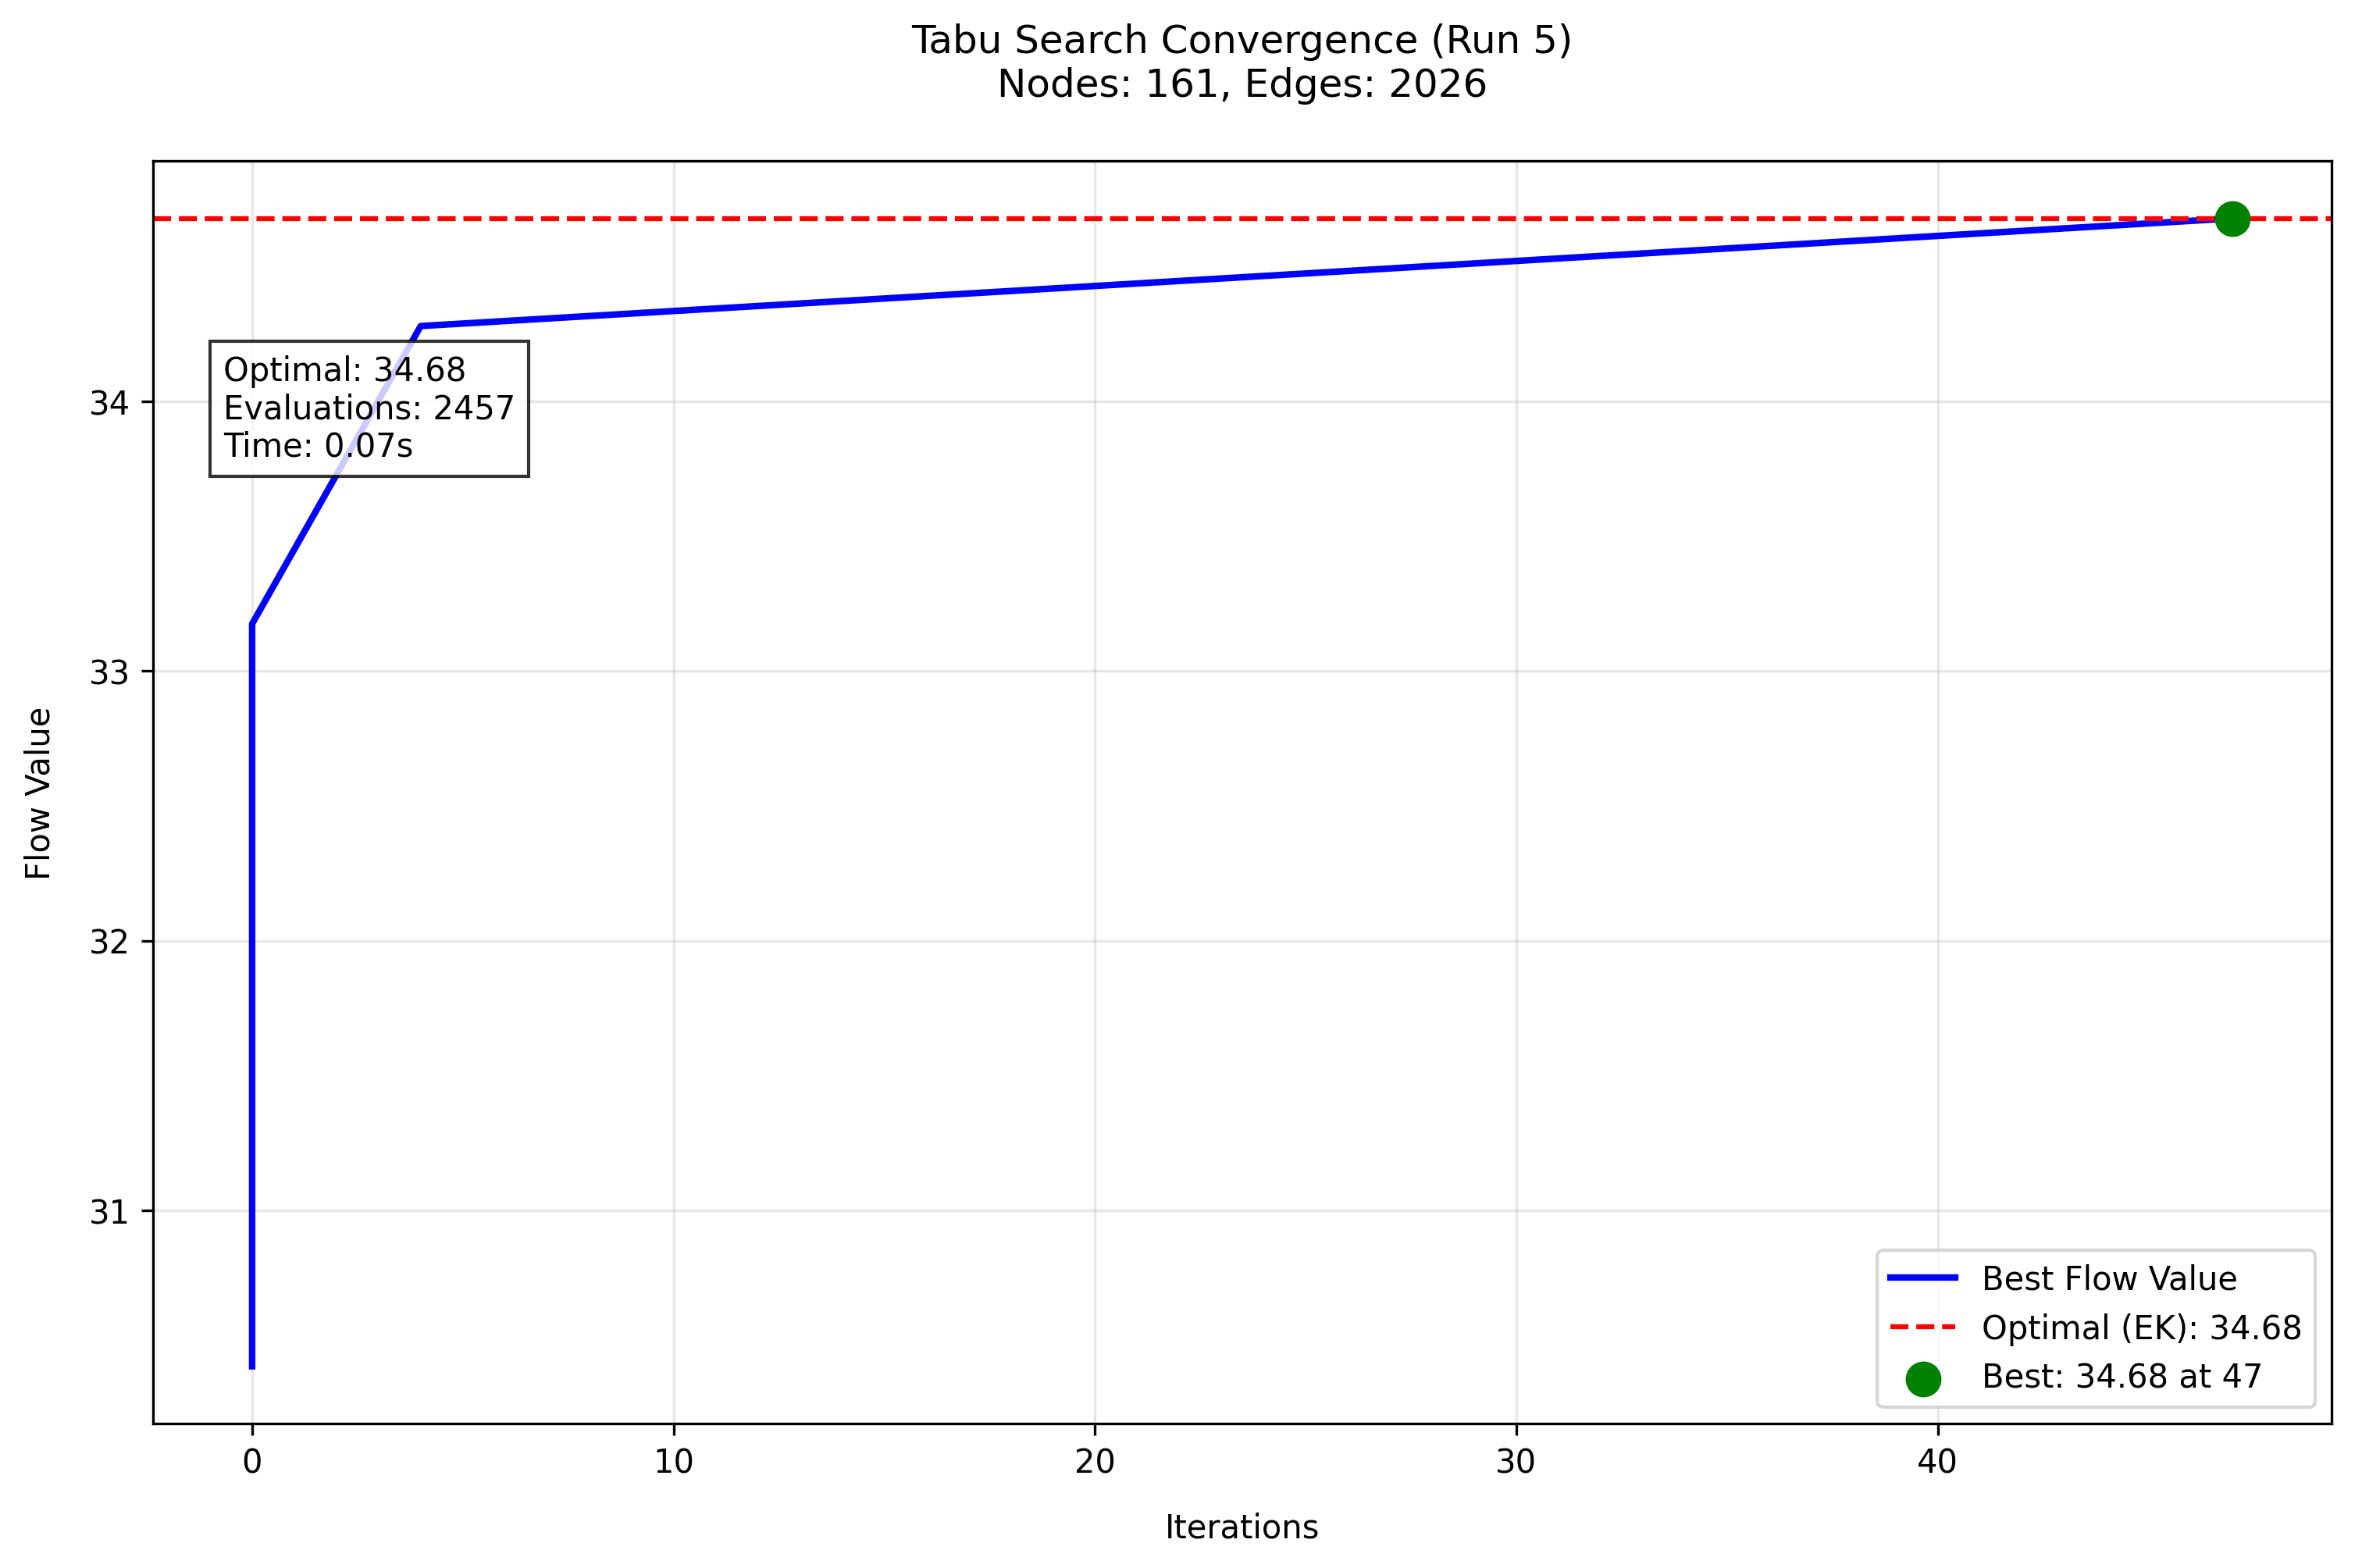 Tabu Search Convergence (Run 5)
Nodes: 161, Edges: 2026
Flow Value
34
33
32
31
Optimal: 34.68
Evaluations: 2457
Time: 0.07s
Best Flow Value
Optimal (EK): 34.68
Best: 34.68 at 47
0
10
20
30
40
Iterations